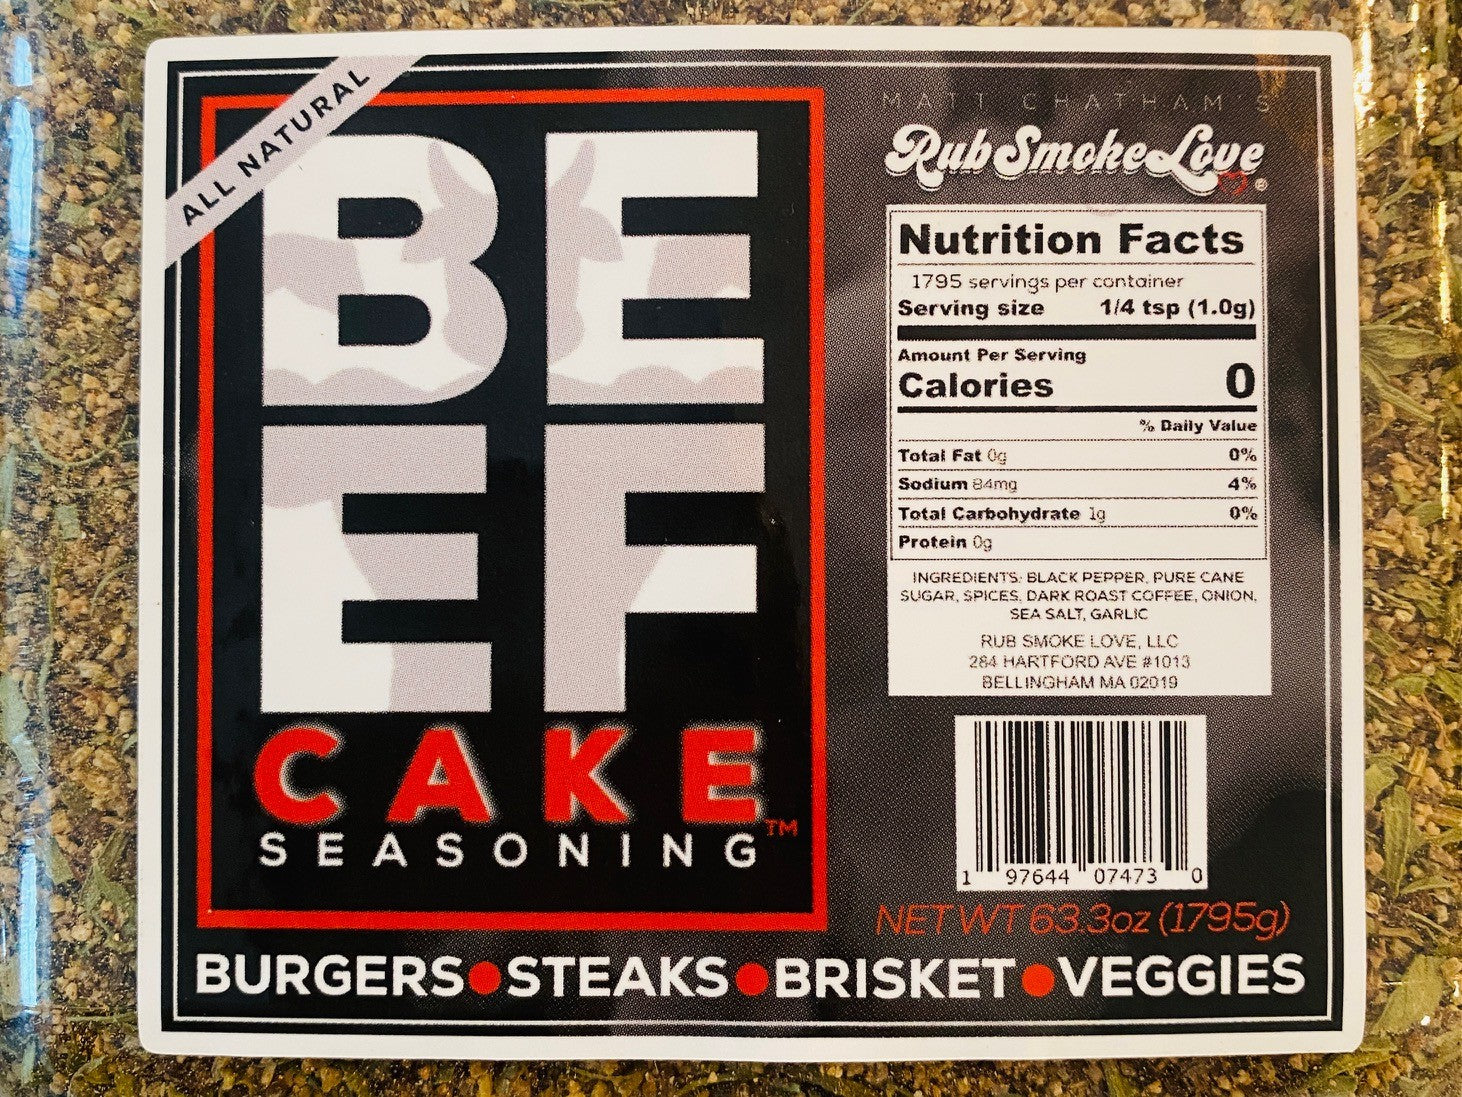 ALL NATURAL
BE
EF
CAKE™
SEASONING
MATT CHATHAM'S
Rub Smoke Love®
Nutrition Facts
1795 servings per container
Serving size 1/4 tsp (1.0g)
Amount Per Serving
Calories 0
% Daily Value
Total Fat 0g 0%
Sodium 84mg 4%
Total Carbohydrate 1g 0%
Protein 0g
INGREDIENTS: BLACK PEPPER, PURE CANE
SUGAR, SPICES, DARK ROAST COFFEE, ONION,
SEA SALT, GARLIC
RUB SMOKE LOVE, LLC
284 HARTFORD AVE #1013
BELLINGHAM MA 02019
1 97644 07473 0
NET WT 63.3oz (1795g)
BURGERS●STEAKS●BRISKET●VEGGIES